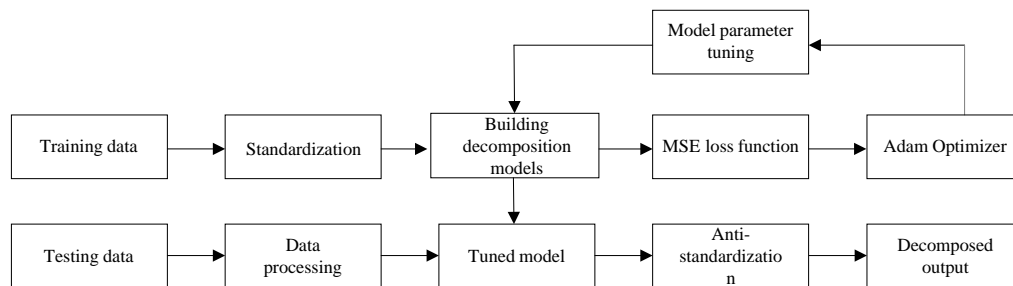 Model parameter
tuning
Training data
Standardization
Building
decomposition
models
MSE loss function
Adam Optimizer
Testing data
Data
processing
Tuned model
Anti-
standardizatio
n
Decomposed
output